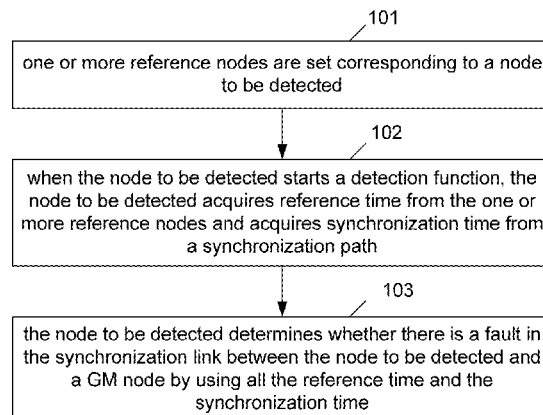 101
one or more reference nodes are set corresponding to a node
to be detected
102
when the node to be detected starts a detection function, the
node to be detected acquires reference time from the one or
more reference nodes and acquires synchronization time from
a synchronization path
103
the node to be detected determines whether there is a fault in
the synchronization link between the node to be detected and
a GM node by using all the reference time and the
synchronization time